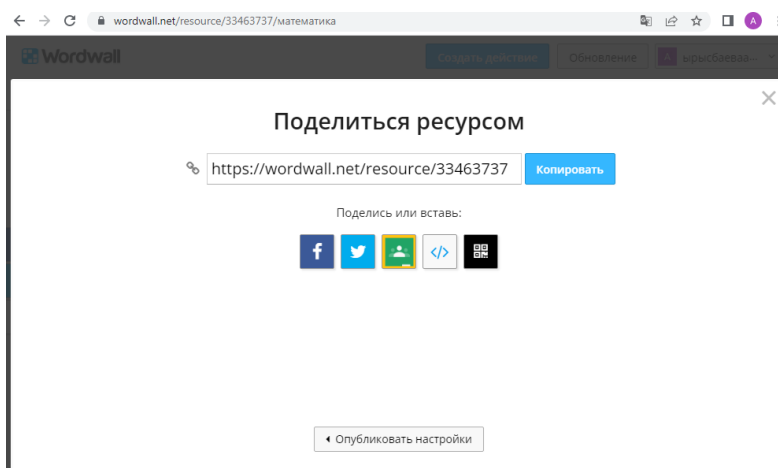 wordwall.net/resource/33463737/математика
A
Wordwall
Создать действие
Обновление
A ырысбаеваа...
Поделиться ресурсом
https://wordwall.net/resource/33463737 Копировать
Поделись или вставь:
f </>
Опубликовать настройки